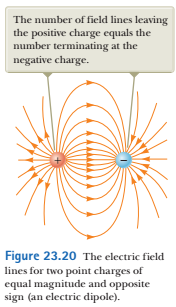 The number of field lines leaving
the positive charge equals the
number terminating at the
negative charge.
+
−
Figure 23.20 The electric field
lines for two point charges of
equal magnitude and opposite
sign (an electric dipole).